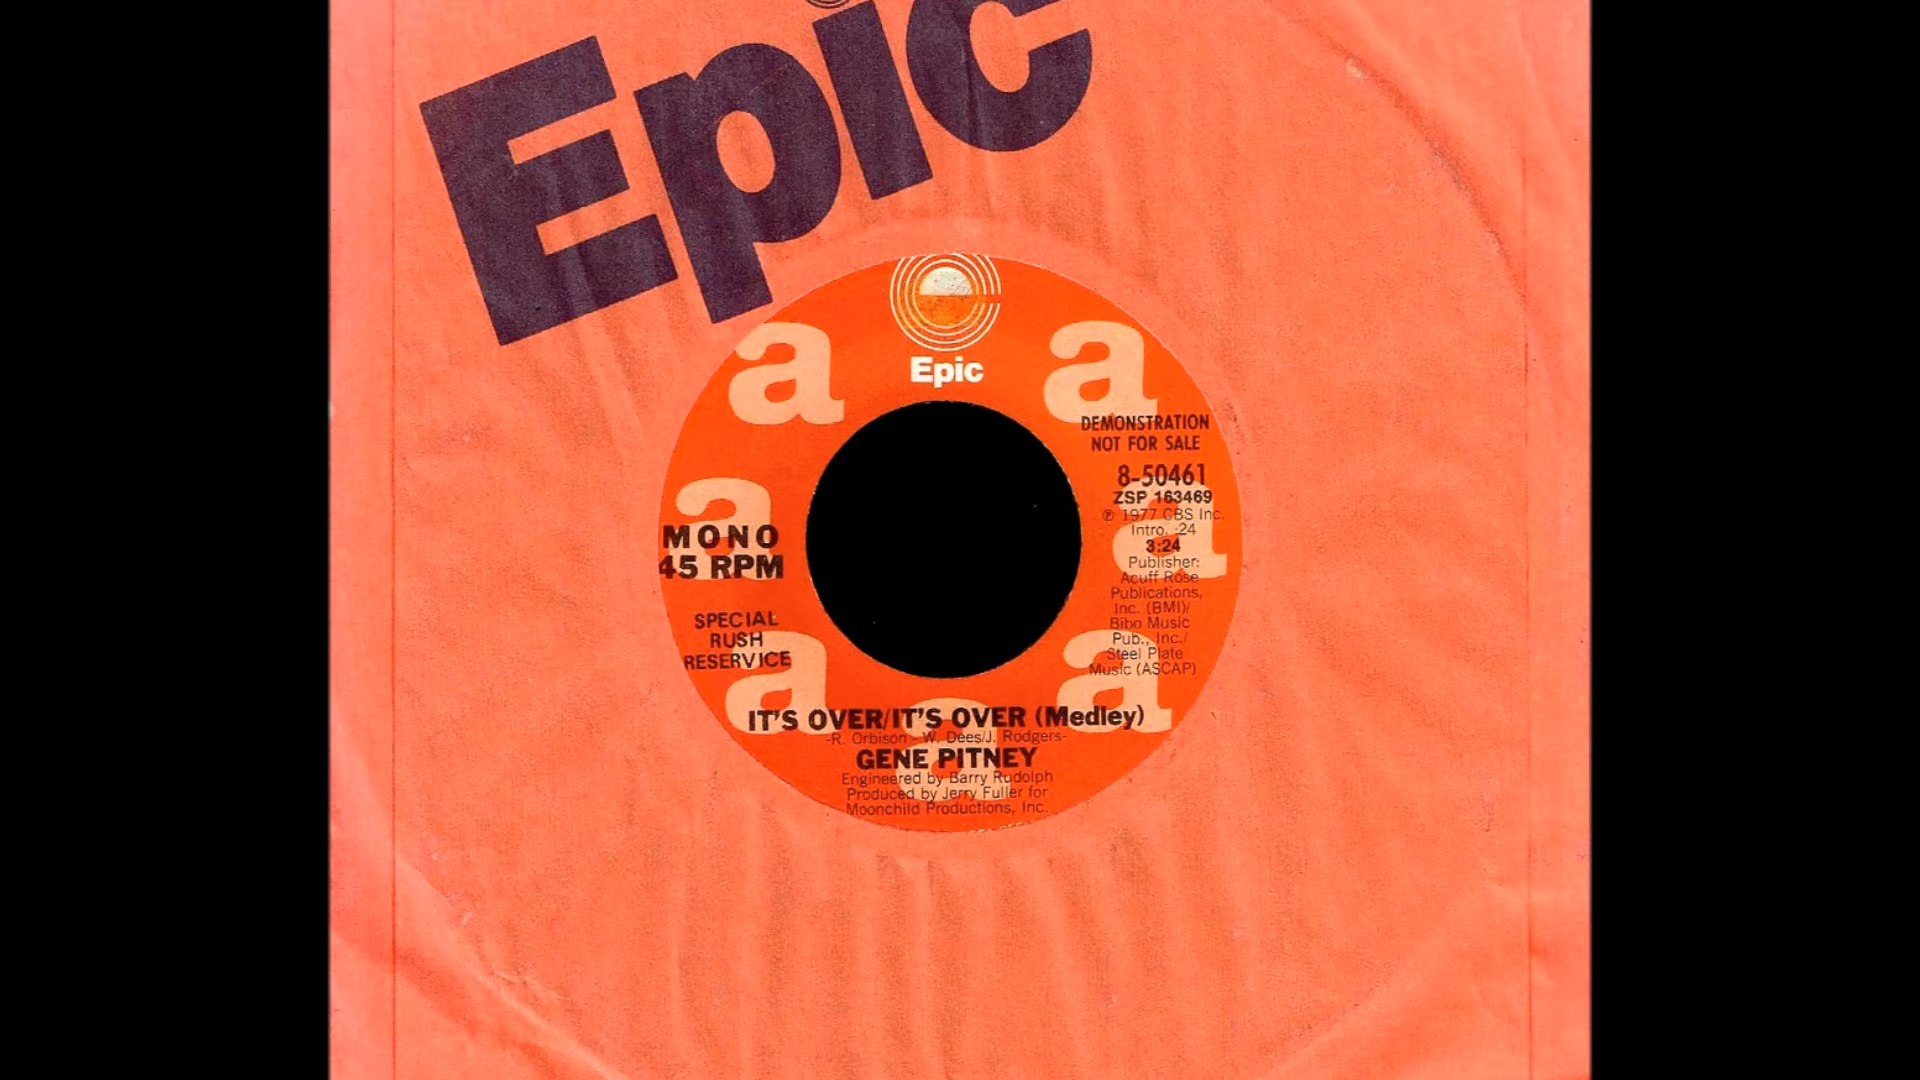 Epic
Epic
a a
a a
a a
a
DEMONSTRATION
NOT FOR SALE
8-50461
ZSP 163469
℗ 1977 CBS Inc.
Intro. :24
3:24
Publisher:
Acuff Rose
Publications,
Inc. (BMI)/
Bibo Music
Pub., Inc./
Steel Plate
Music (ASCAP)
MONO
45 RPM
SPECIAL
RUSH
RESERVICE
IT'S OVER/IT'S OVER (Medley)
-R. Orbison - W. Dees/J. Rodgers-
GENE PITNEY
Engineered by Barry Rudolph
Produced by Jerry Fuller for
Moonchild Productions, Inc.